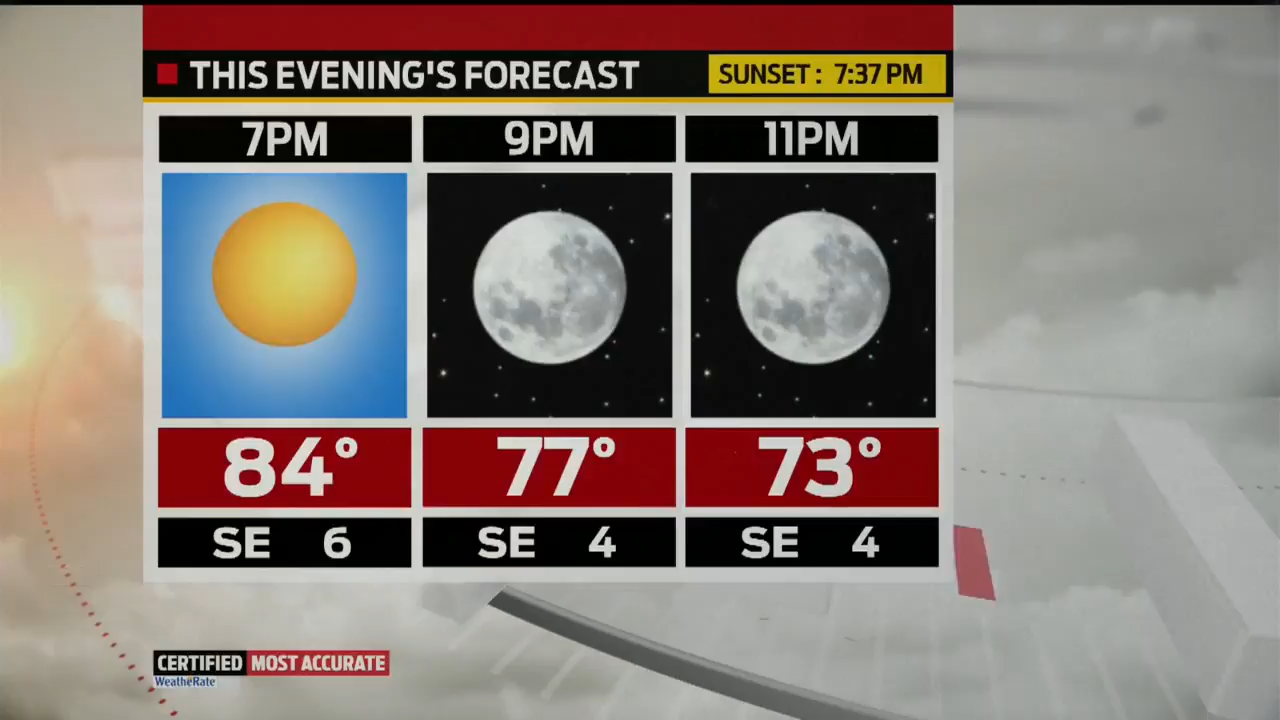 THIS EVENING'S FORECAST SUNSET : 7:37 PM
7PM 9PM 11PM
84° 77° 73°
SE 6 SE 4 SE 4
CERTIFIED MOST ACCURATE
WeatheRate